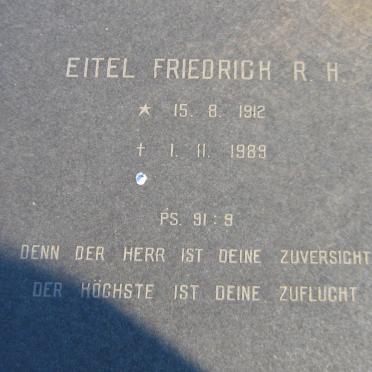 EITEL FRIEDRICH R. H.
★ 15. 8. 1912
† 1. 11. 1989
PS. 91 : 9
DENN DER HERR IST DEINE ZUVERSICHT
DER HÖCHSTE IST DEINE ZUFLUCHT